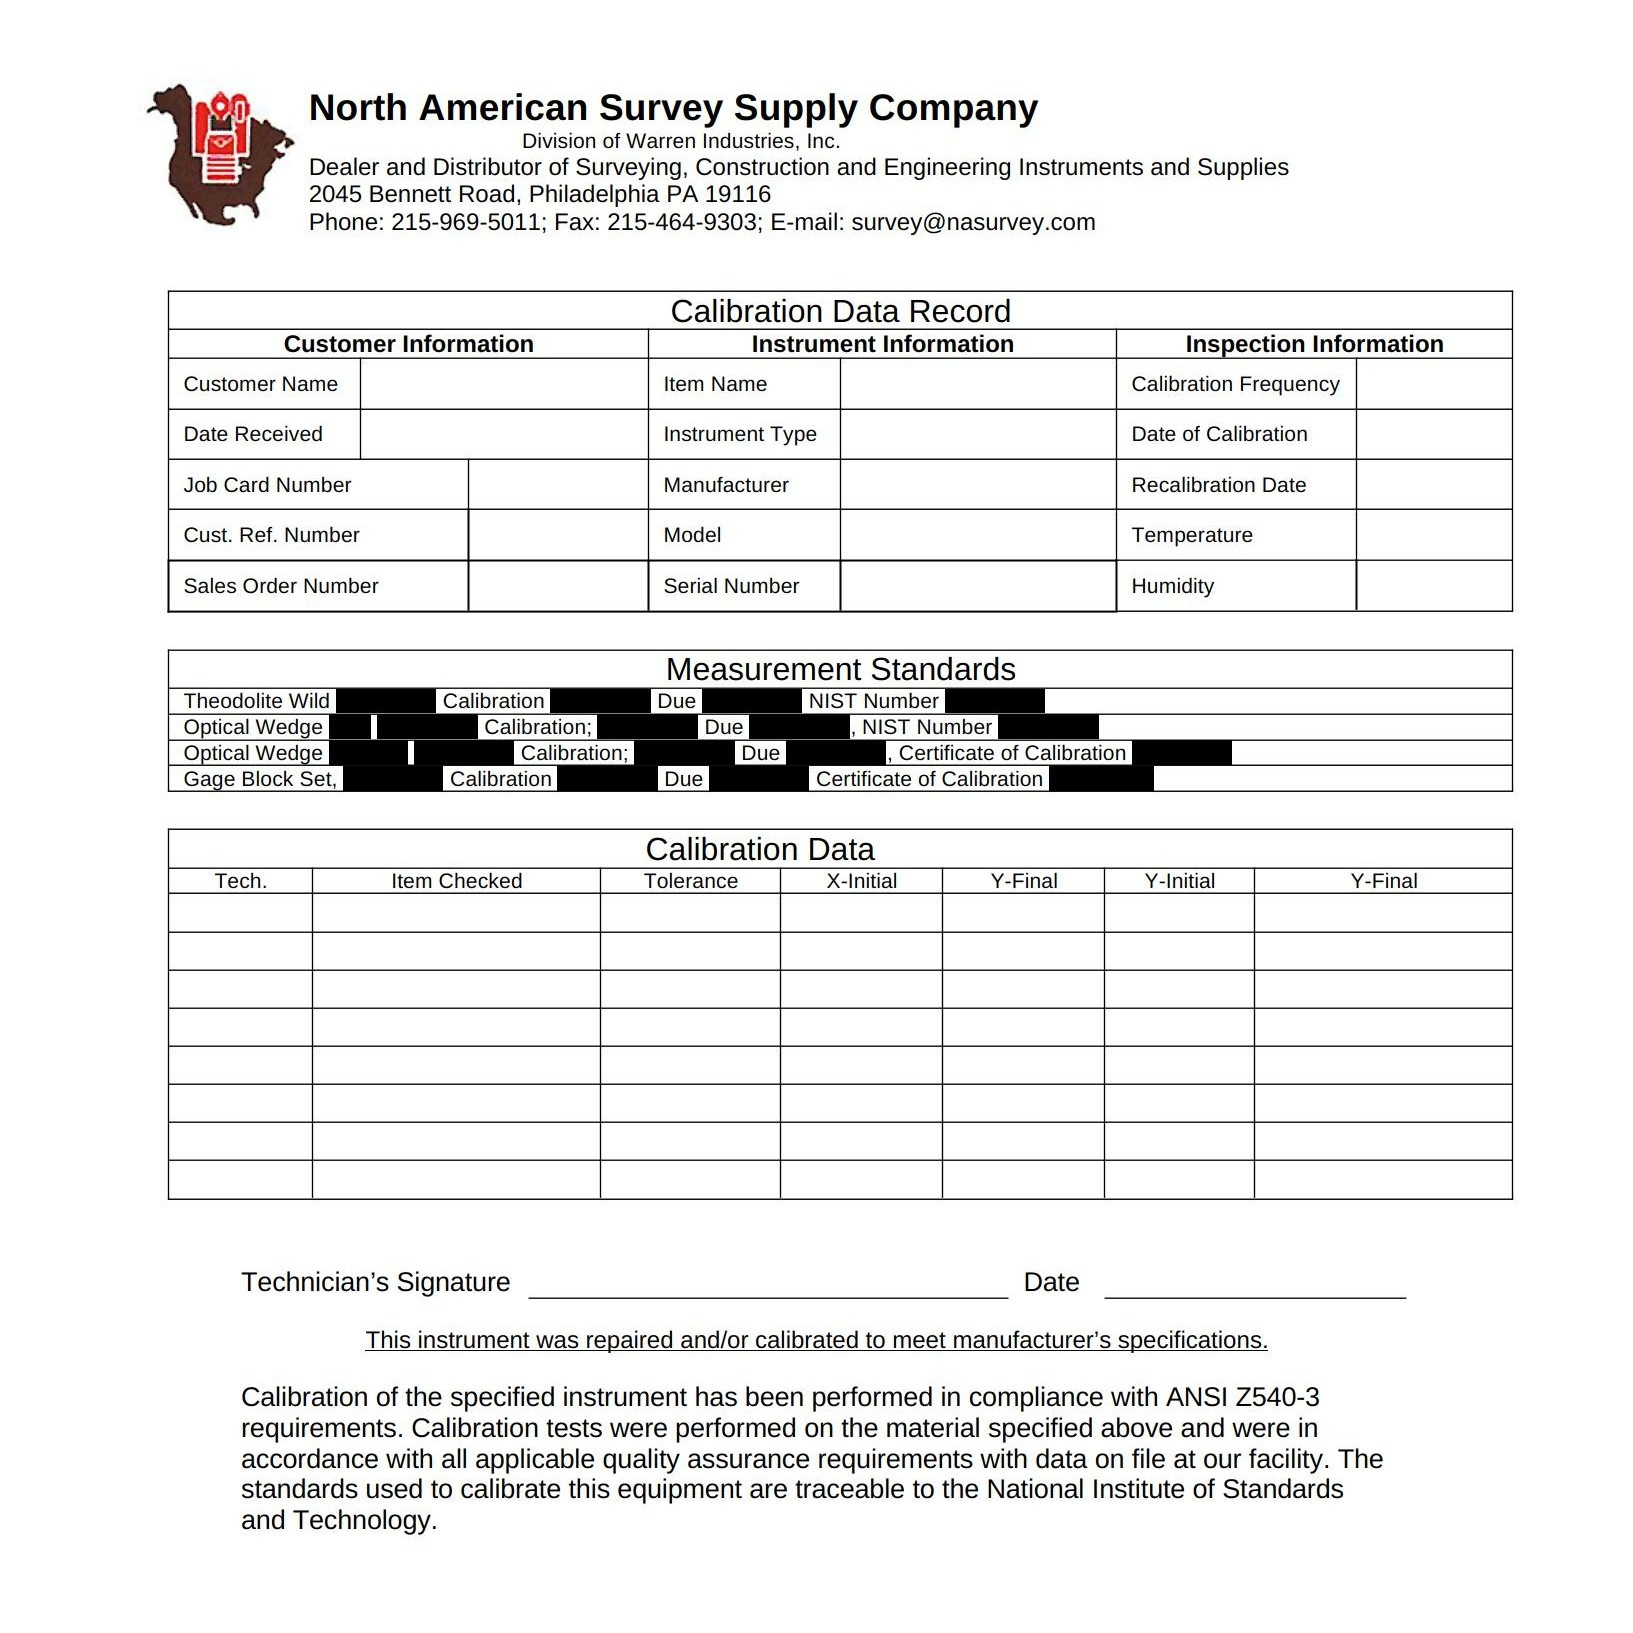 North American Survey Supply Company
Division of Warren Industries, Inc.
Dealer and Distributor of Surveying, Construction and Engineering Instruments and Supplies
2045 Bennett Road, Philadelphia PA 19116
Phone: 215-969-5011; Fax: 215-464-9303; E-mail: survey@nasurvey.com
Calibration Data Record
Customer Information Instrument Information Inspection Information
Customer Name Item Name Calibration Frequency
Date Received Instrument Type Date of Calibration
Job Card Number Manufacturer Recalibration Date
Cust. Ref. Number Model Temperature
Sales Order Number Serial Number Humidity
Measurement Standards
Theodolite Wild Calibration Due NIST Number
Optical Wedge Calibration; Due , NIST Number
Optical Wedge Calibration; Due , Certificate of Calibration
Gage Block Set, Calibration Due Certificate of Calibration
Calibration Data
Tech. Item Checked Tolerance X-Initial Y-Final Y-Initial Y-Final
Technician’s Signature Date
This instrument was repaired and/or calibrated to meet manufacturer’s specifications.
Calibration of the specified instrument has been performed in compliance with ANSI Z540-3
requirements. Calibration tests were performed on the material specified above and were in
accordance with all applicable quality assurance requirements with data on file at our facility. The
standards used to calibrate this equipment are traceable to the National Institute of Standards
and Technology.